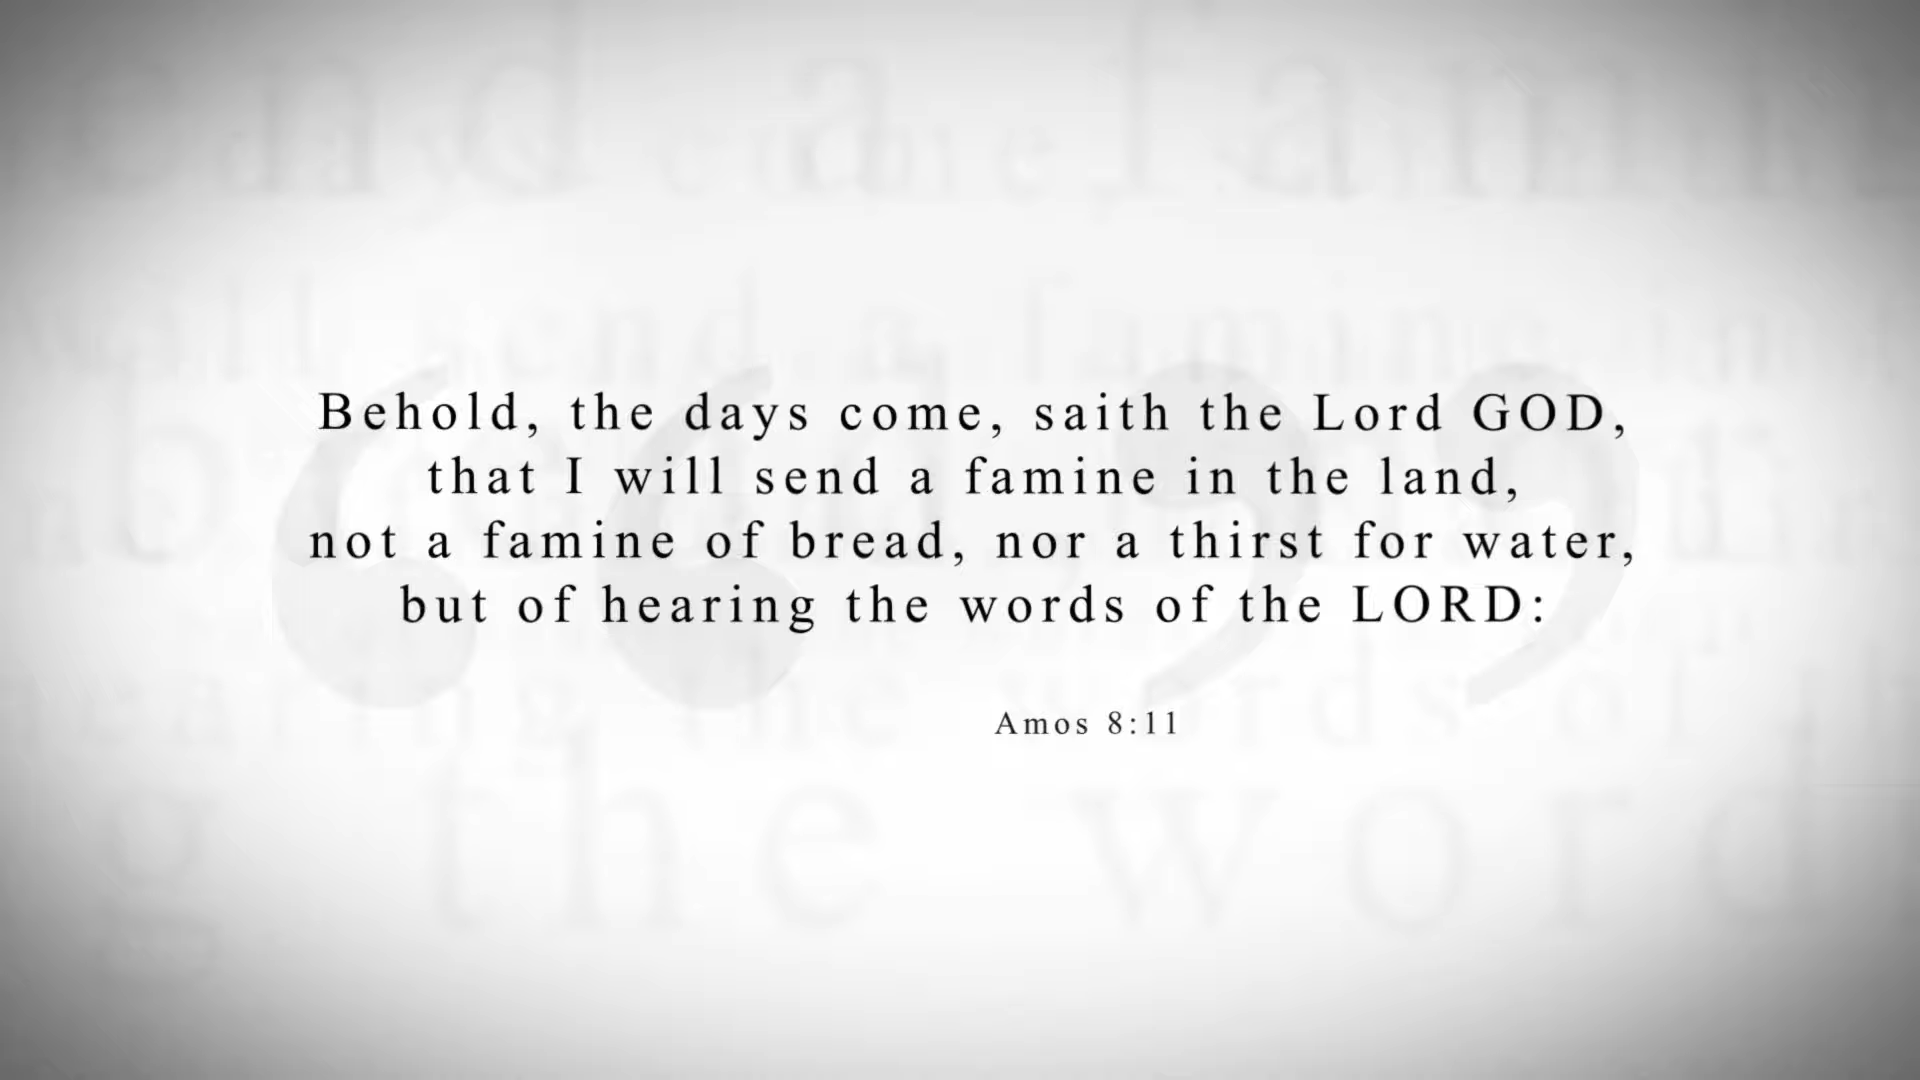 Behold, the days come, saith the Lord GOD,
that I will send a famine in the land,
not a famine of bread, nor a thirst for water,
but of hearing the words of the LORD:
Amos 8:11